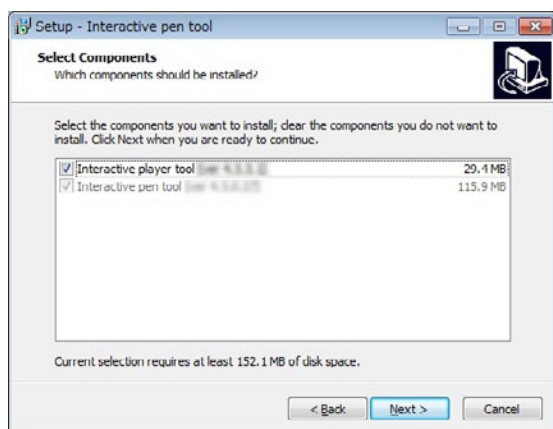 Setup - Interactive pen tool
Select Components
Which components should be installed?
Select the components you want to install; clear the components you do not want to
install. Click Next when you are ready to continue.
Interactive player tool 29.4 MB
Interactive pen tool 115.9 MB
Current selection requires at least 152.1 MB of disk space.
< Back Next > Cancel